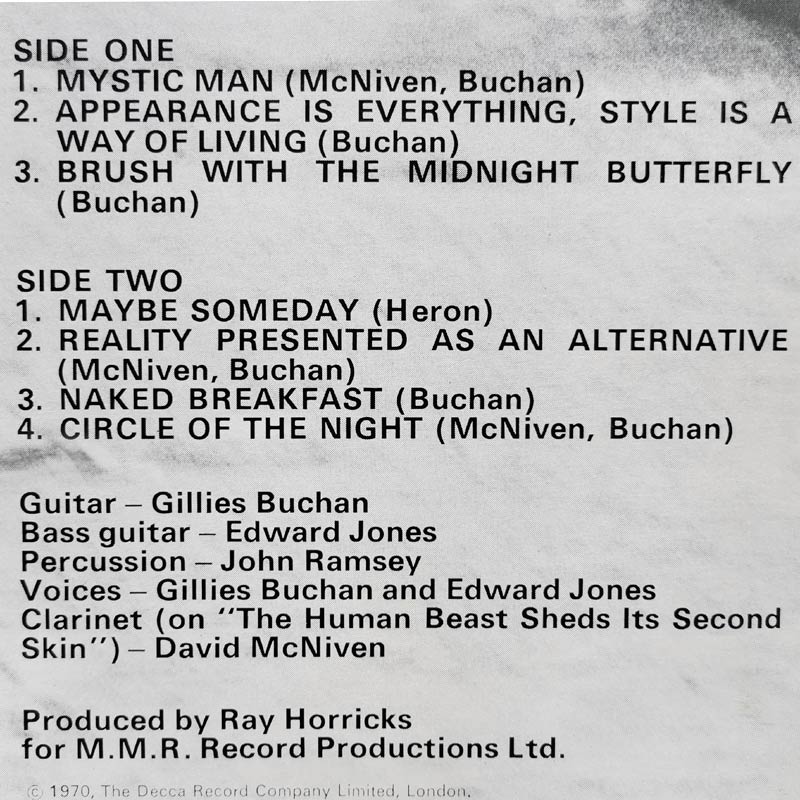 SIDE ONE
1. MYSTIC MAN (McNiven, Buchan)
2. APPEARANCE IS EVERYTHING, STYLE IS A
WAY OF LIVING (Buchan)
3. BRUSH WITH THE MIDNIGHT BUTTERFLY
(Buchan)
SIDE TWO
1. MAYBE SOMEDAY (Heron)
2. REALITY PRESENTED AS AN ALTERNATIVE
(McNiven, Buchan)
3. NAKED BREAKFAST (Buchan)
4. CIRCLE OF THE NIGHT (McNiven, Buchan)
Guitar – Gillies Buchan
Bass guitar – Edward Jones
Percussion – John Ramsey
Voices – Gillies Buchan and Edward Jones
Clarinet (on "The Human Beast Sheds Its Second
Skin") – David McNiven
Produced by Ray Horricks
for M.M.R. Record Productions Ltd.
© 1970, The Decca Record Company Limited, London.